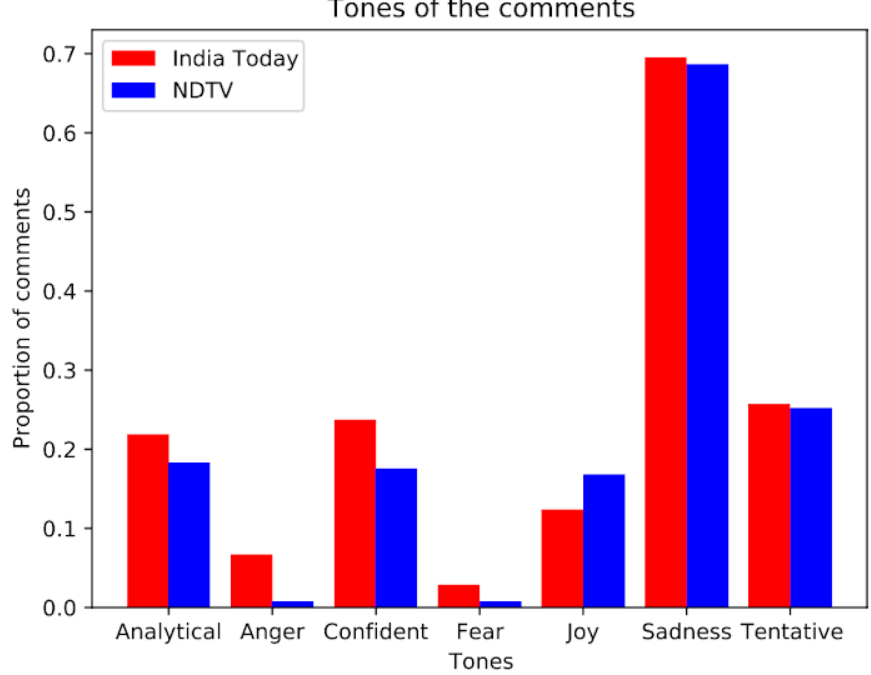 Tones of the comments
India Today
NDTV
Proportion of comments
0.7
0.6
0.5
0.4
0.3
0.2
0.1
0.0
Analytical Anger Confident Fear Joy Sadness Tentative
Tones